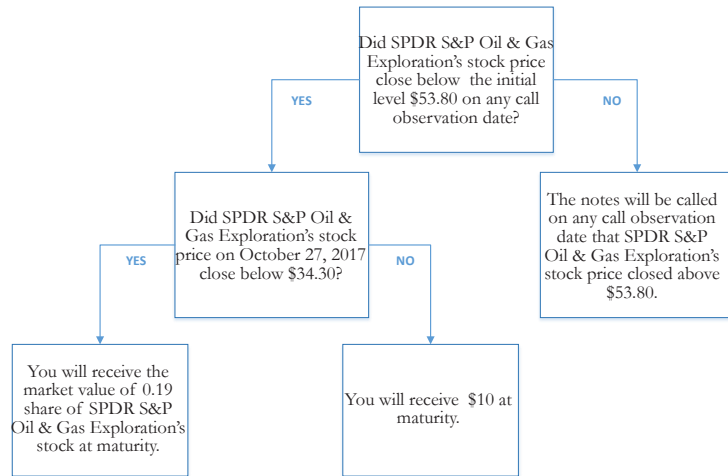 Did SPDR S&P Oil & Gas
Exploration's stock price
close below the initial
level $53.80 on any call
observation date?
YES
NO
Did SPDR S&P Oil &
Gas Exploration's stock
price on October 27, 2017
close below $34.30?
The notes will be called
on any call observation
date that SPDR S&P
Oil & Gas Exploration's
stock price closed above
$53.80.
YES
NO
You will receive the
market value of 0.19
share of SPDR S&P
Oil & Gas Exploration's
stock at maturity.
You will receive $10 at
maturity.